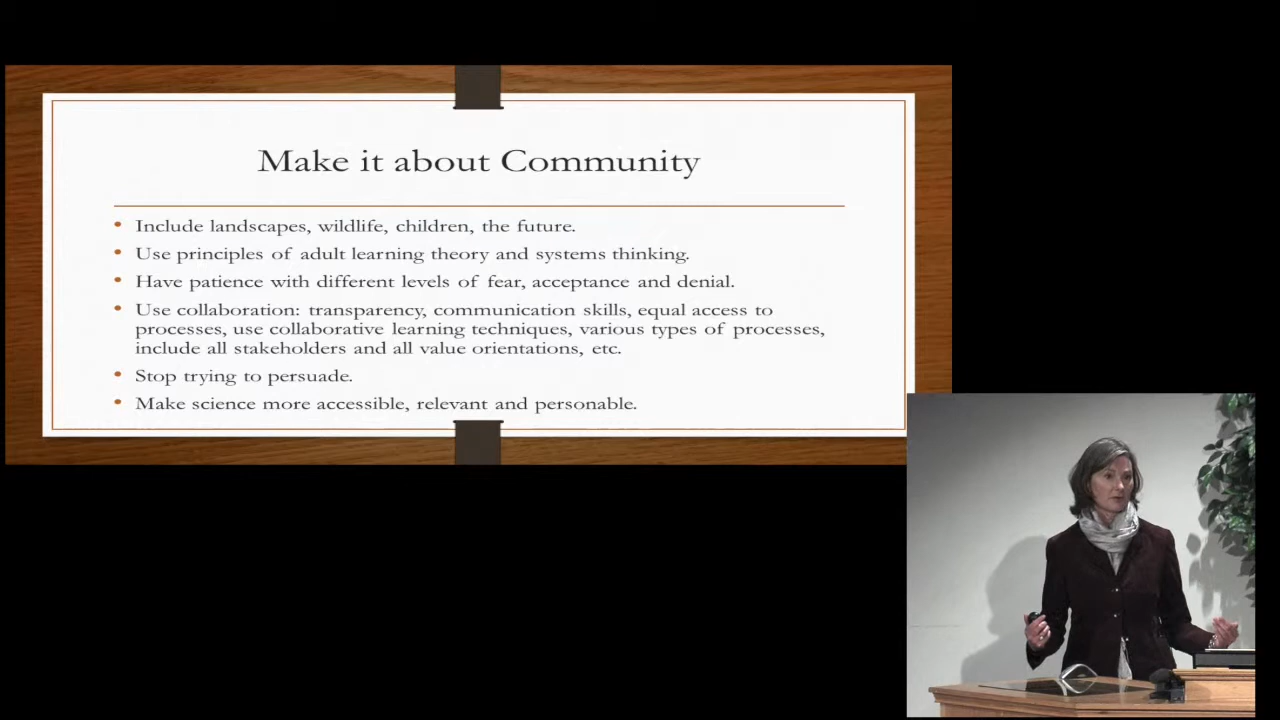 Make it about Community
• Include landscapes, wildlife, children, the future.
• Use principles of adult learning theory and systems thinking.
• Have patience with different levels of fear, acceptance and denial.
• Use collaboration: transparency, communication skills, equal access to
processes, use collaborative learning techniques, various types of processes,
include all stakeholders and all value orientations, etc.
• Stop trying to persuade.
• Make science more accessible, relevant and personable.